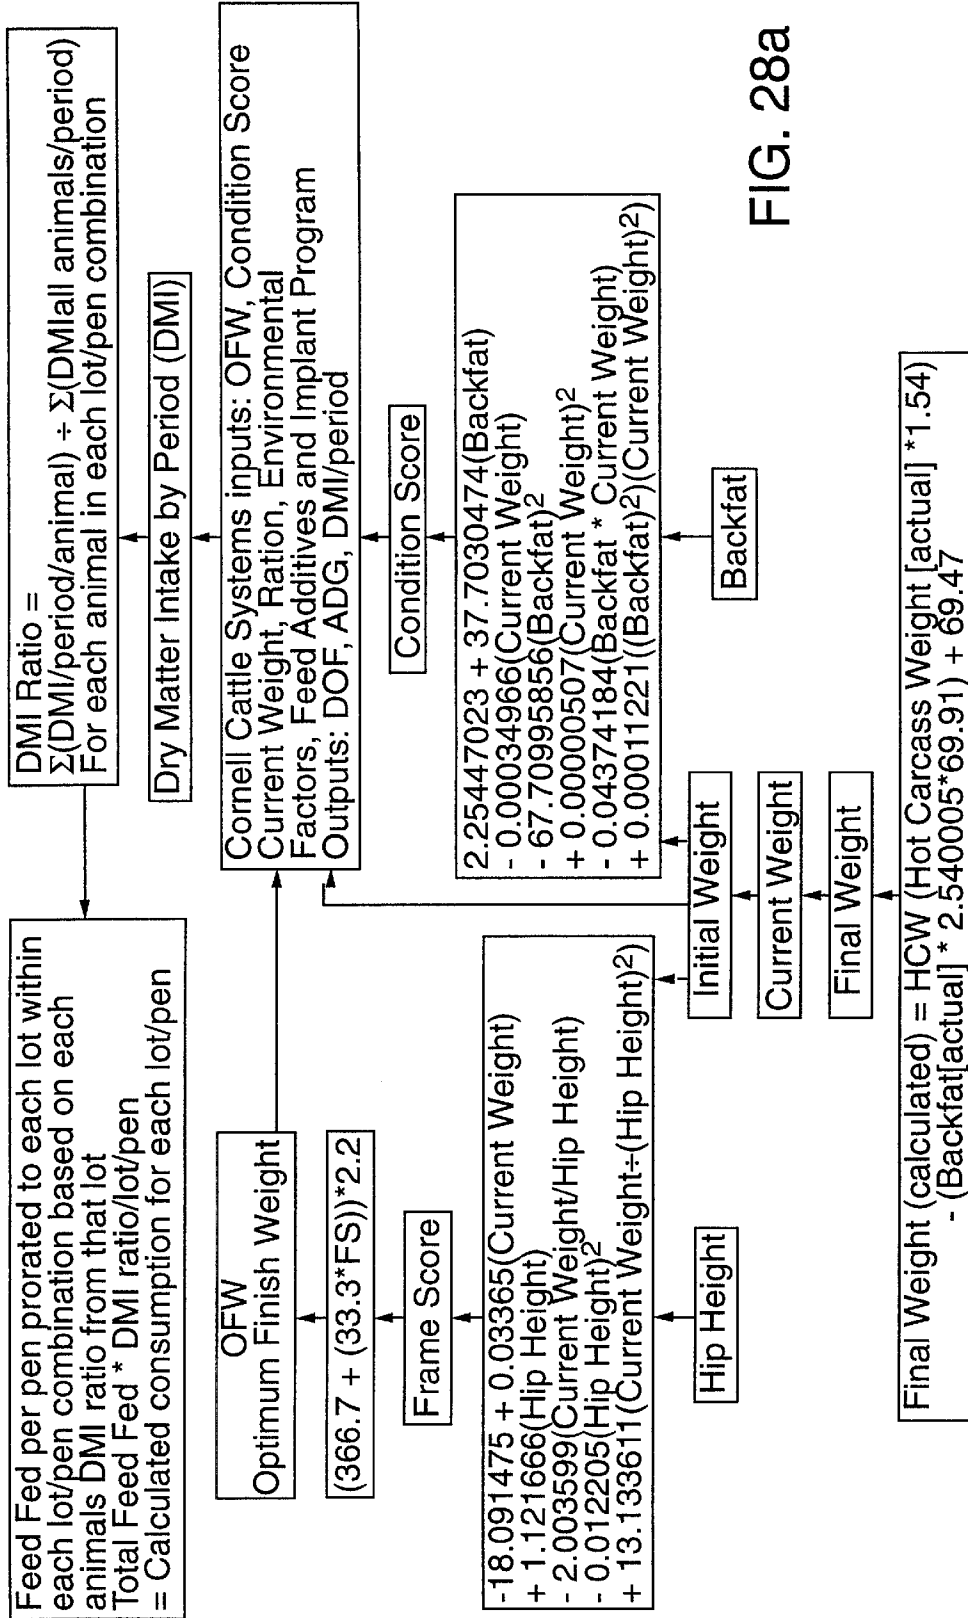 Feed Fed per pen prorated to each lot within
each lot/pen combination based on each
animals DMI ratio from that lot
Total Feed Fed * DMI ratio/lot/pen
= Calculated consumption for each lot/pen
DMI Ratio =
Σ(DMI/period/animal) ÷ Σ(DMIall animals/period)
For each animal in each lot/pen combination
Dry Matter Intake by Period (DMI)
OFW
Optimum Finish Weight
Cornell Cattle Systems inputs: OFW, Condition Score
Current Weight, Ration, Environmental
Factors, Feed Additives and Implant Program
Outputs: DOF, ADG, DMI/period
(366.7 + (33.3*FS))*2.2
Frame Score
Condition Score
-18.091475 + 0.03365(Current Weight)
+ 1.121666(Hip Height)
- 2.003599(Current Weight/Hip Height)
- 0.012205(Hip Height)²
+ 13.133611(Current Weight÷(Hip Height)²)
2.25447023 + 37.7030474(Backfat)
- 0.00034966(Current Weight)
- 67.70995856(Backfat)²
+ 0.00000507(Current Weight)²
- 0.04374184(Backfat * Current Weight)
+ 0.00011221((Backfat)²)(Current Weight)²)
Hip Height
Initial Weight
Backfat
Current Weight
Final Weight
Final Weight (calculated) = HCW (Hot Carcass Weight [actual] *1.54)
- (Backfat[actual] * 2.540005*69.91) + 69.47
FIG. 28a